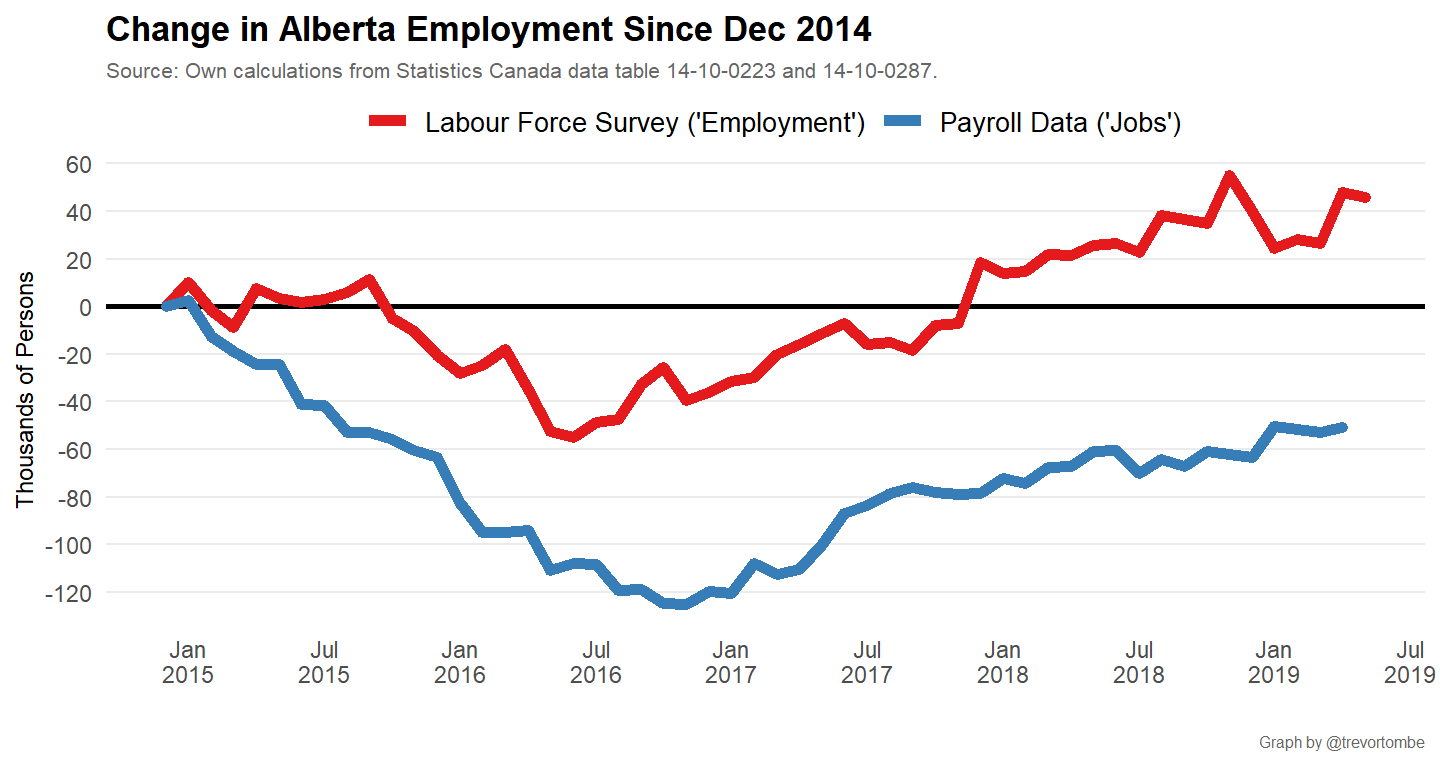 Change in Alberta Employment Since Dec 2014
Source: Own calculations from Statistics Canada data table 14-10-0223 and 14-10-0287.
Labour Force Survey ('Employment') Payroll Data ('Jobs')
Thousands of Persons
60
40
20
0
-20
-40
-60
-80
-100
-120
Jan Jul Jan Jul Jan Jul Jan Jul Jan Jul
2015 2015 2016 2016 2017 2017 2018 2018 2019 2019
Graph by @trevortombe